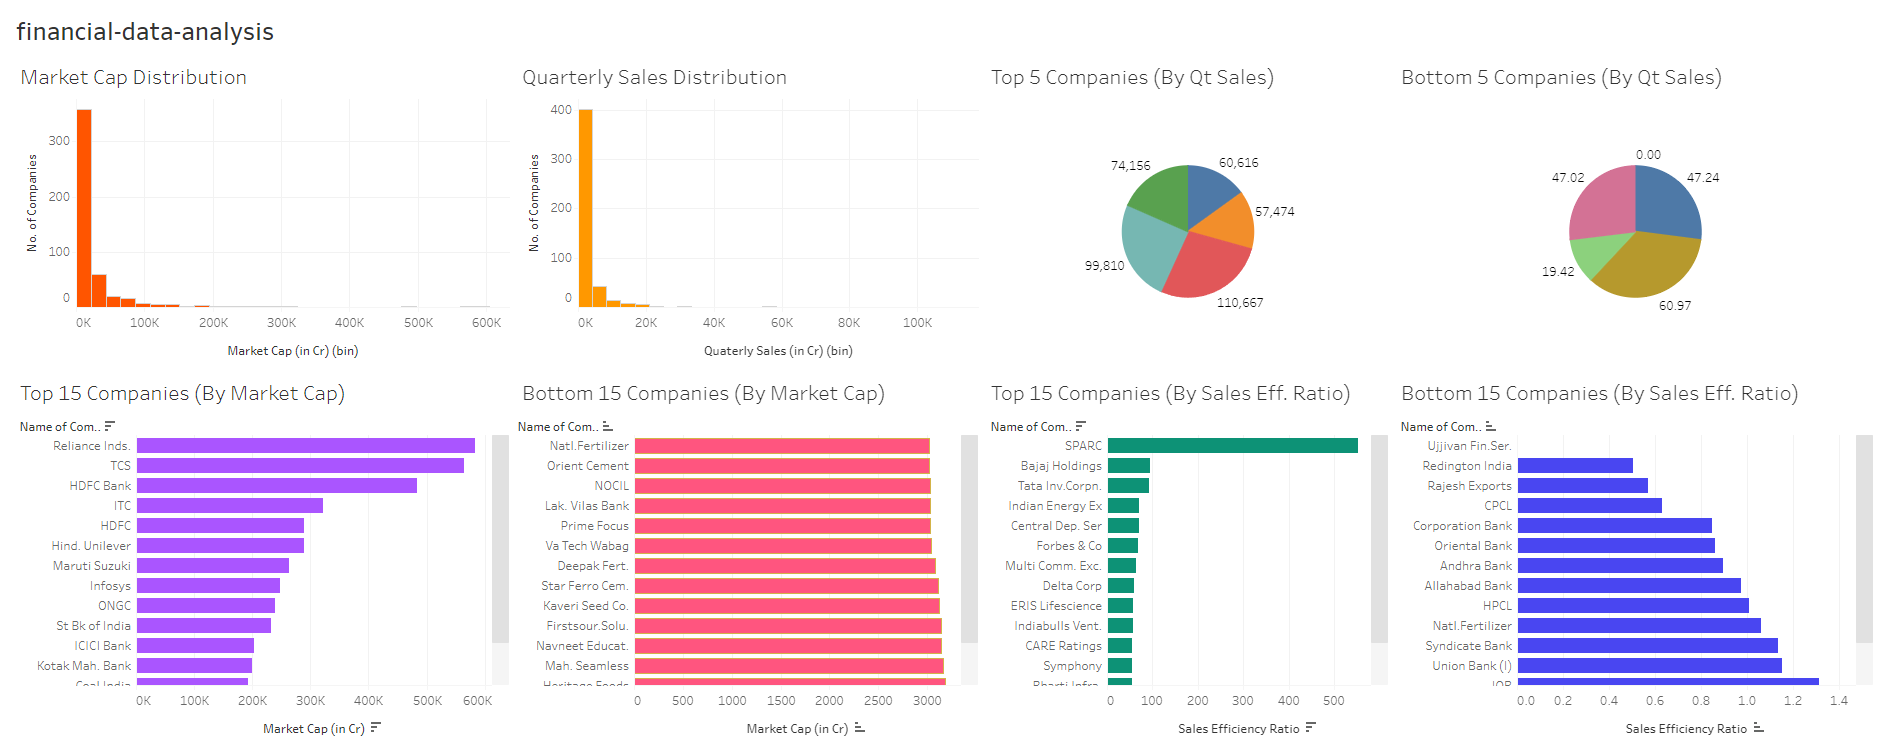 financial-data-analysis
Market Cap Distribution
No. of Companies
300
200
100
0
0K 100K 200K 300K 400K 500K 600K
Market Cap (in Cr) (bin)
Quarterly Sales Distribution
No. of Companies
400
300
200
100
0
0K 20K 40K 60K 80K 100K
Quaterly Sales (in Cr) (bin)
Top 5 Companies (By Qt Sales)
74,156
60,616
57,474
99,810
110,667
Bottom 5 Companies (By Qt Sales)
0.00
47.02
47.24
19.42
60.97
Top 15 Companies (By Market Cap)
Name of Com..
Reliance Inds.
TCS
HDFC Bank
ITC
HDFC
Hind. Unilever
Maruti Suzuki
Infosys
ONGC
St Bk of India
ICICI Bank
Kotak Mah. Bank
Coal India
0K 100K 200K 300K 400K 500K 600K
Market Cap (in Cr)
Bottom 15 Companies (By Market Cap)
Name of Com..
Natl.Fertilizer
Orient Cement
NOCIL
Lak. Vilas Bank
Prime Focus
Va Tech Wabag
Deepak Fert.
Star Ferro Cem.
Kaveri Seed Co.
Firstsour.Solu.
Navneet Educat.
Mah. Seamless
Heritage Foods
0 500 1000 1500 2000 2500 3000
Market Cap (in Cr)
Top 15 Companies (By Sales Eff. Ratio)
Name of Com..
SPARC
Bajaj Holdings
Tata Inv.Corpn.
Indian Energy Ex
Central Dep. Ser
Forbes & Co
Multi Comm. Exc.
Delta Corp
ERIS Lifescience
Indiabulls Vent.
CARE Ratings
Symphony
Bharti Infra.
0 100 200 300 400 500
Sales Efficiency Ratio
Bottom 15 Companies (By Sales Eff. Ratio)
Name of Com..
Ujjivan Fin.Ser.
Redington India
Rajesh Exports
CPCL
Corporation Bank
Oriental Bank
Andhra Bank
Allahabad Bank
HPCL
Natl.Fertilizer
Syndicate Bank
Union Bank (I)
IOB
0.0 0.2 0.4 0.6 0.8 1.0 1.2 1.4
Sales Efficiency Ratio